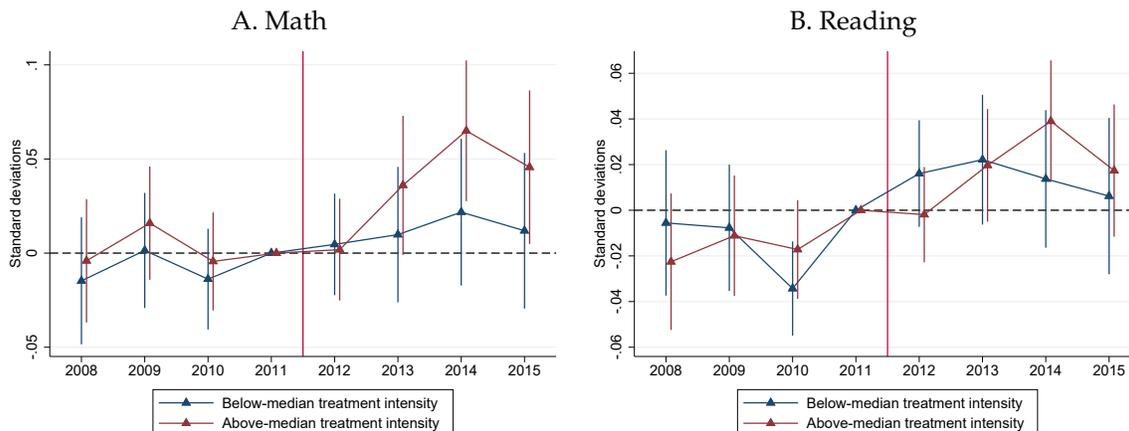 A. Math
Standard deviations
.1
.05
0
-.05
2008 2009 2010 2011 2012 2013 2014 2015
Below-median treatment intensity
Above-median treatment intensity
B. Reading
Standard deviations
.06
.04
.02
0
-.02
-.04
-.06
2008 2009 2010 2011 2012 2013 2014 2015
Below-median treatment intensity
Above-median treatment intensity